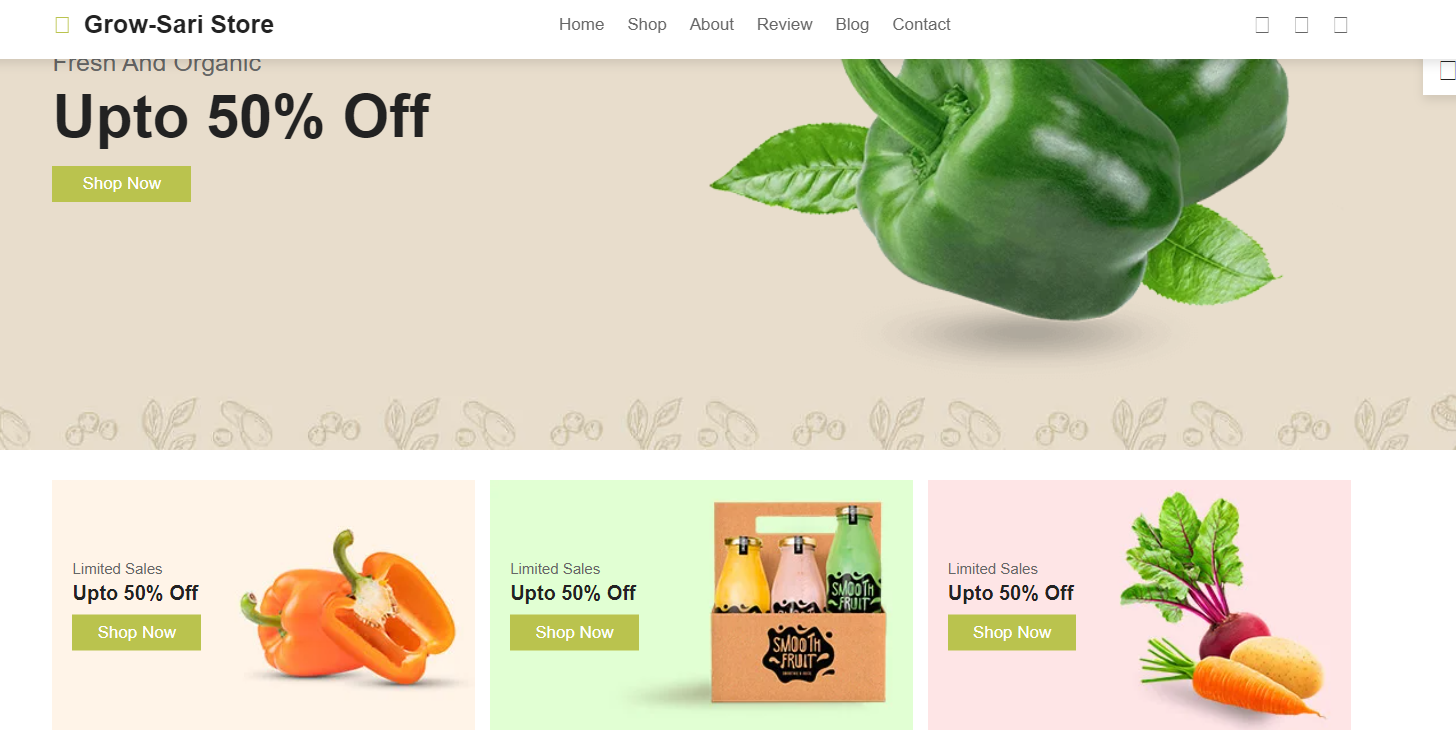 Grow-Sari Store
Home Shop About Review Blog Contact
Fresh And Organic
Upto 50% Off
Shop Now
Limited Sales
Upto 50% Off
Shop Now
Limited Sales
Upto 50% Off
Shop Now
SMOOTH
FRUIT
SMOOTH
FRUIT
Limited Sales
Upto 50% Off
Shop Now